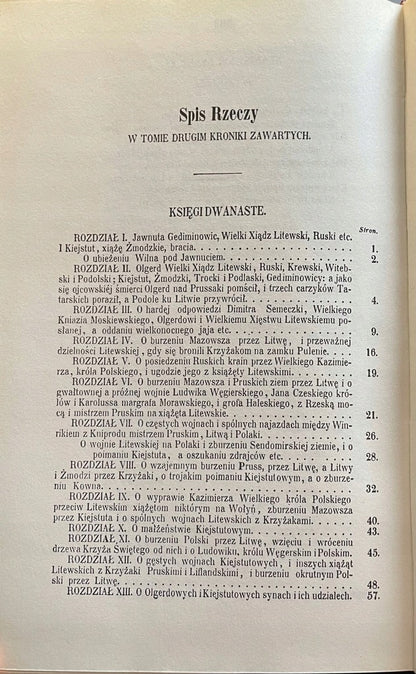 Spis Rzeczy
W TOMIE DRUGIM KRONIKI ZAWARTYCH.
KSIĘGI DWANASTE.
Stron.
ROZDZIAŁ I. Jawnuta Gediminowic, Wielki Xiądz Litewski, Ruski etc.
I Kiejstut, xiążę Żmodzkie, bracia. 1.
O ubieżeniu Wilna pod Jawnuciem. 2.
ROZDZIAŁ II. Olgerd Wielki Xiądz Litewski, Ruski, Krewski, Witeb-
ski i Podolski; Kiejstut, Żmodzki, Trocki i Podlaski, Gediminowicy: a jako
się ojcowskiej śmierci Olgerd nad Prussaki pomścił, i trzech carzyków Ta-
tarskich poraził, a Podole ku Litwie przywrócił. 4.
ROZDZIAŁ III. O hardej odpowiedzi Dimitra Semeczki, Wielkiego
Kniazia Moskiewskiego, Olgerdowi i Wielkiemu Xięstwu Litewskiemu po-
słanej, a oddaniu wielkonocnego jaja etc. 9.
ROZDZIAŁ IV. O burzeniu Mazowsza przez Litwę, i przeważnej
dzielności Litewskiej, gdy się bronili Krzyżakom na zamku Pulenie. 16.
ROZDZIAŁ V. O posiedzeniu Ruskich krain przez Wielkiego Kazimie-
rza, króla Polskiego, i ugodzie jego z książęty Litewskimi. 19.
ROZDZIAŁ VI. O burzeniu Mazowsza i Pruskich ziem przez Litwę i o
gwałtownej a próżnej wojnie Ludwika Węgierskiego, Jana Czeskiego kró-
lów i Karolussa margrafa Morawskiego, i grofa Haleskiego, z Rzeską mo-
cą i mistrzem Pruskim na xiążęta Litewskie. 21.
ROZDZIAŁ VII. O częstych wojnach i spólnych najazdach między Win-
rikiem z Kniprodu mistrzem Pruskim, Litwą i Polaki. 26.
O wojnie Litewskiej na Polaki i zburzeniu Sendomirskiej ziemie, i o
poimaniu Kiejstuta, a oszukaniu zdrajców etc. 28.
ROZDZIAŁ VIII. O wzajemnym burzeniu Pruss, przez Litwę, a Litwy
i Żmodzi przez Krzyżaki, o trojakim poimaniu Kiejstutowym, a o zburze-
niu Kowna. 32.
ROZDZIAŁ IX. O wyprawie Kazimierza Wielkiego króla Polskiego
przeciw Litewskim xiążętom niektórym na Wołyń, zburzeniu Mazowsza
przez Kiejstuta i o spólnych wojnach Litewskich z Krzyżakami. 40.
ROZDZIAŁ X. O małżeństwie Kiejstutowym. 43.
ROZDZIAŁ XI. O burzeniu Polski przez Litwę, wzięciu i wróceniu
drzewa Krzyża Świętego od nich i o Ludowiku, królu Węgerskim i Polskim. 45.
ROZDZIAŁ XII. O gęstych wojnach Kiejstutowych, i inszych xiążąt
Litewskich z Krzyżaki Pruskimi i Liflandskimi, i burzeniu okrutnym Pol-
ski przez Litwę. 48.
ROZDZIAŁ XIII. O Olgerdowych i Kiejstutowym synach i ich udziałech. 57.